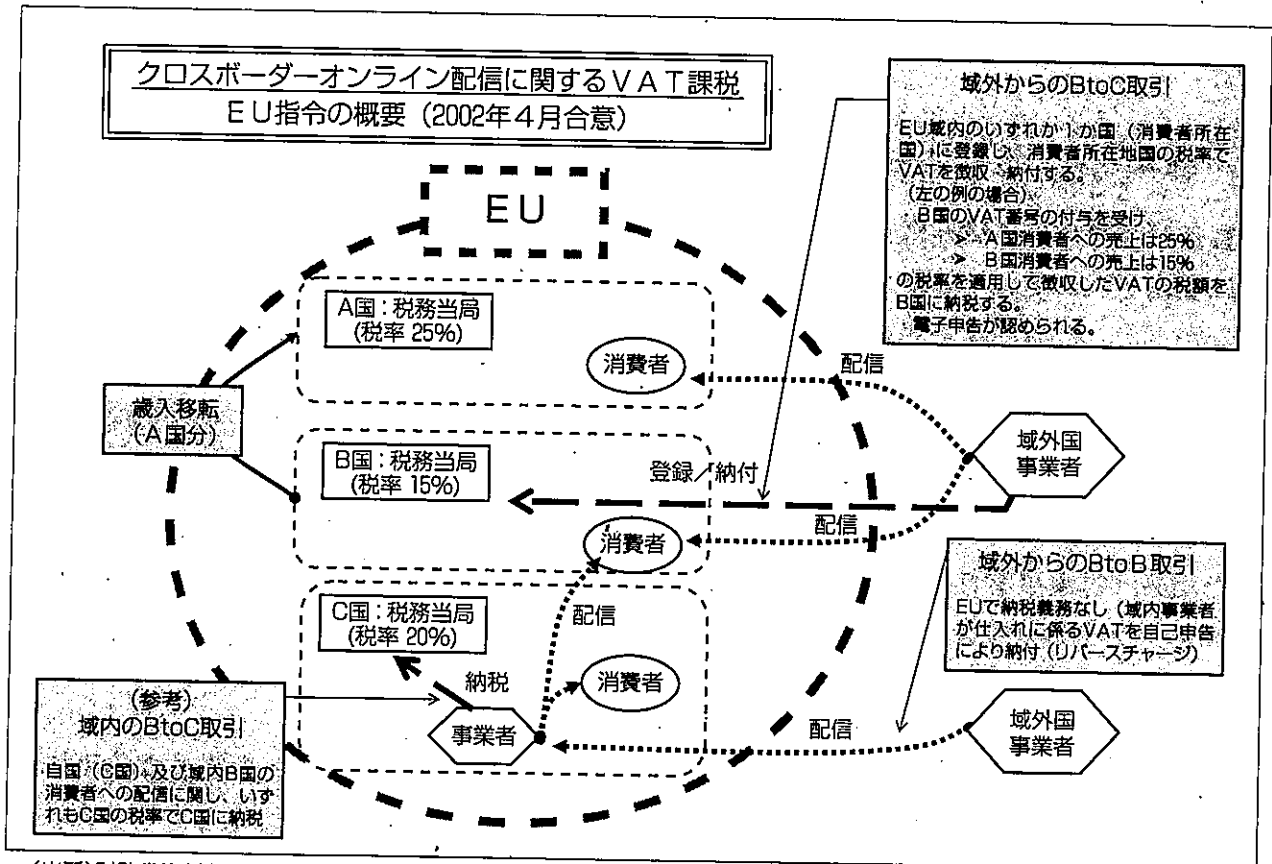 クロスボーダーオンライン配信に関するVAT課税
EU指令の概要（2002年4月合意）
EU
域外からのBtoC取引
EU域内のいずれか1か国（消費者所在
国）に登録し、消費者所在地国の税率で
VATを徴収・納付する。
(左の例の場合)
B国のVAT番号の付与を受け
➢ A国消費者への売上は25%
➢ B国消費者への売上は15%
の税率を適用して徴収したVATの税額を
B国に納税する。
電子申告が認められる。
A国：税務当局
(税率 25%)
消費者
配信
歳入移転
(A国分)
B国：税務当局
(税率 15%)
登録／納付
域外国
事業者
配信
消費者
域外からのBtoB取引
EUで納税義務なし（域内事業者
が仕入れに係るVATを自己申告
により納付（リバースチャージ）
C国：税務当局
(税率 20%)
配信
消費者
納税
事業者
配信
域外国
事業者
(参考)
域内のBtoC取引
自国（C国）及び域内B国の
消費者への配信に関し、いず
れもC国の税率でC国に納税